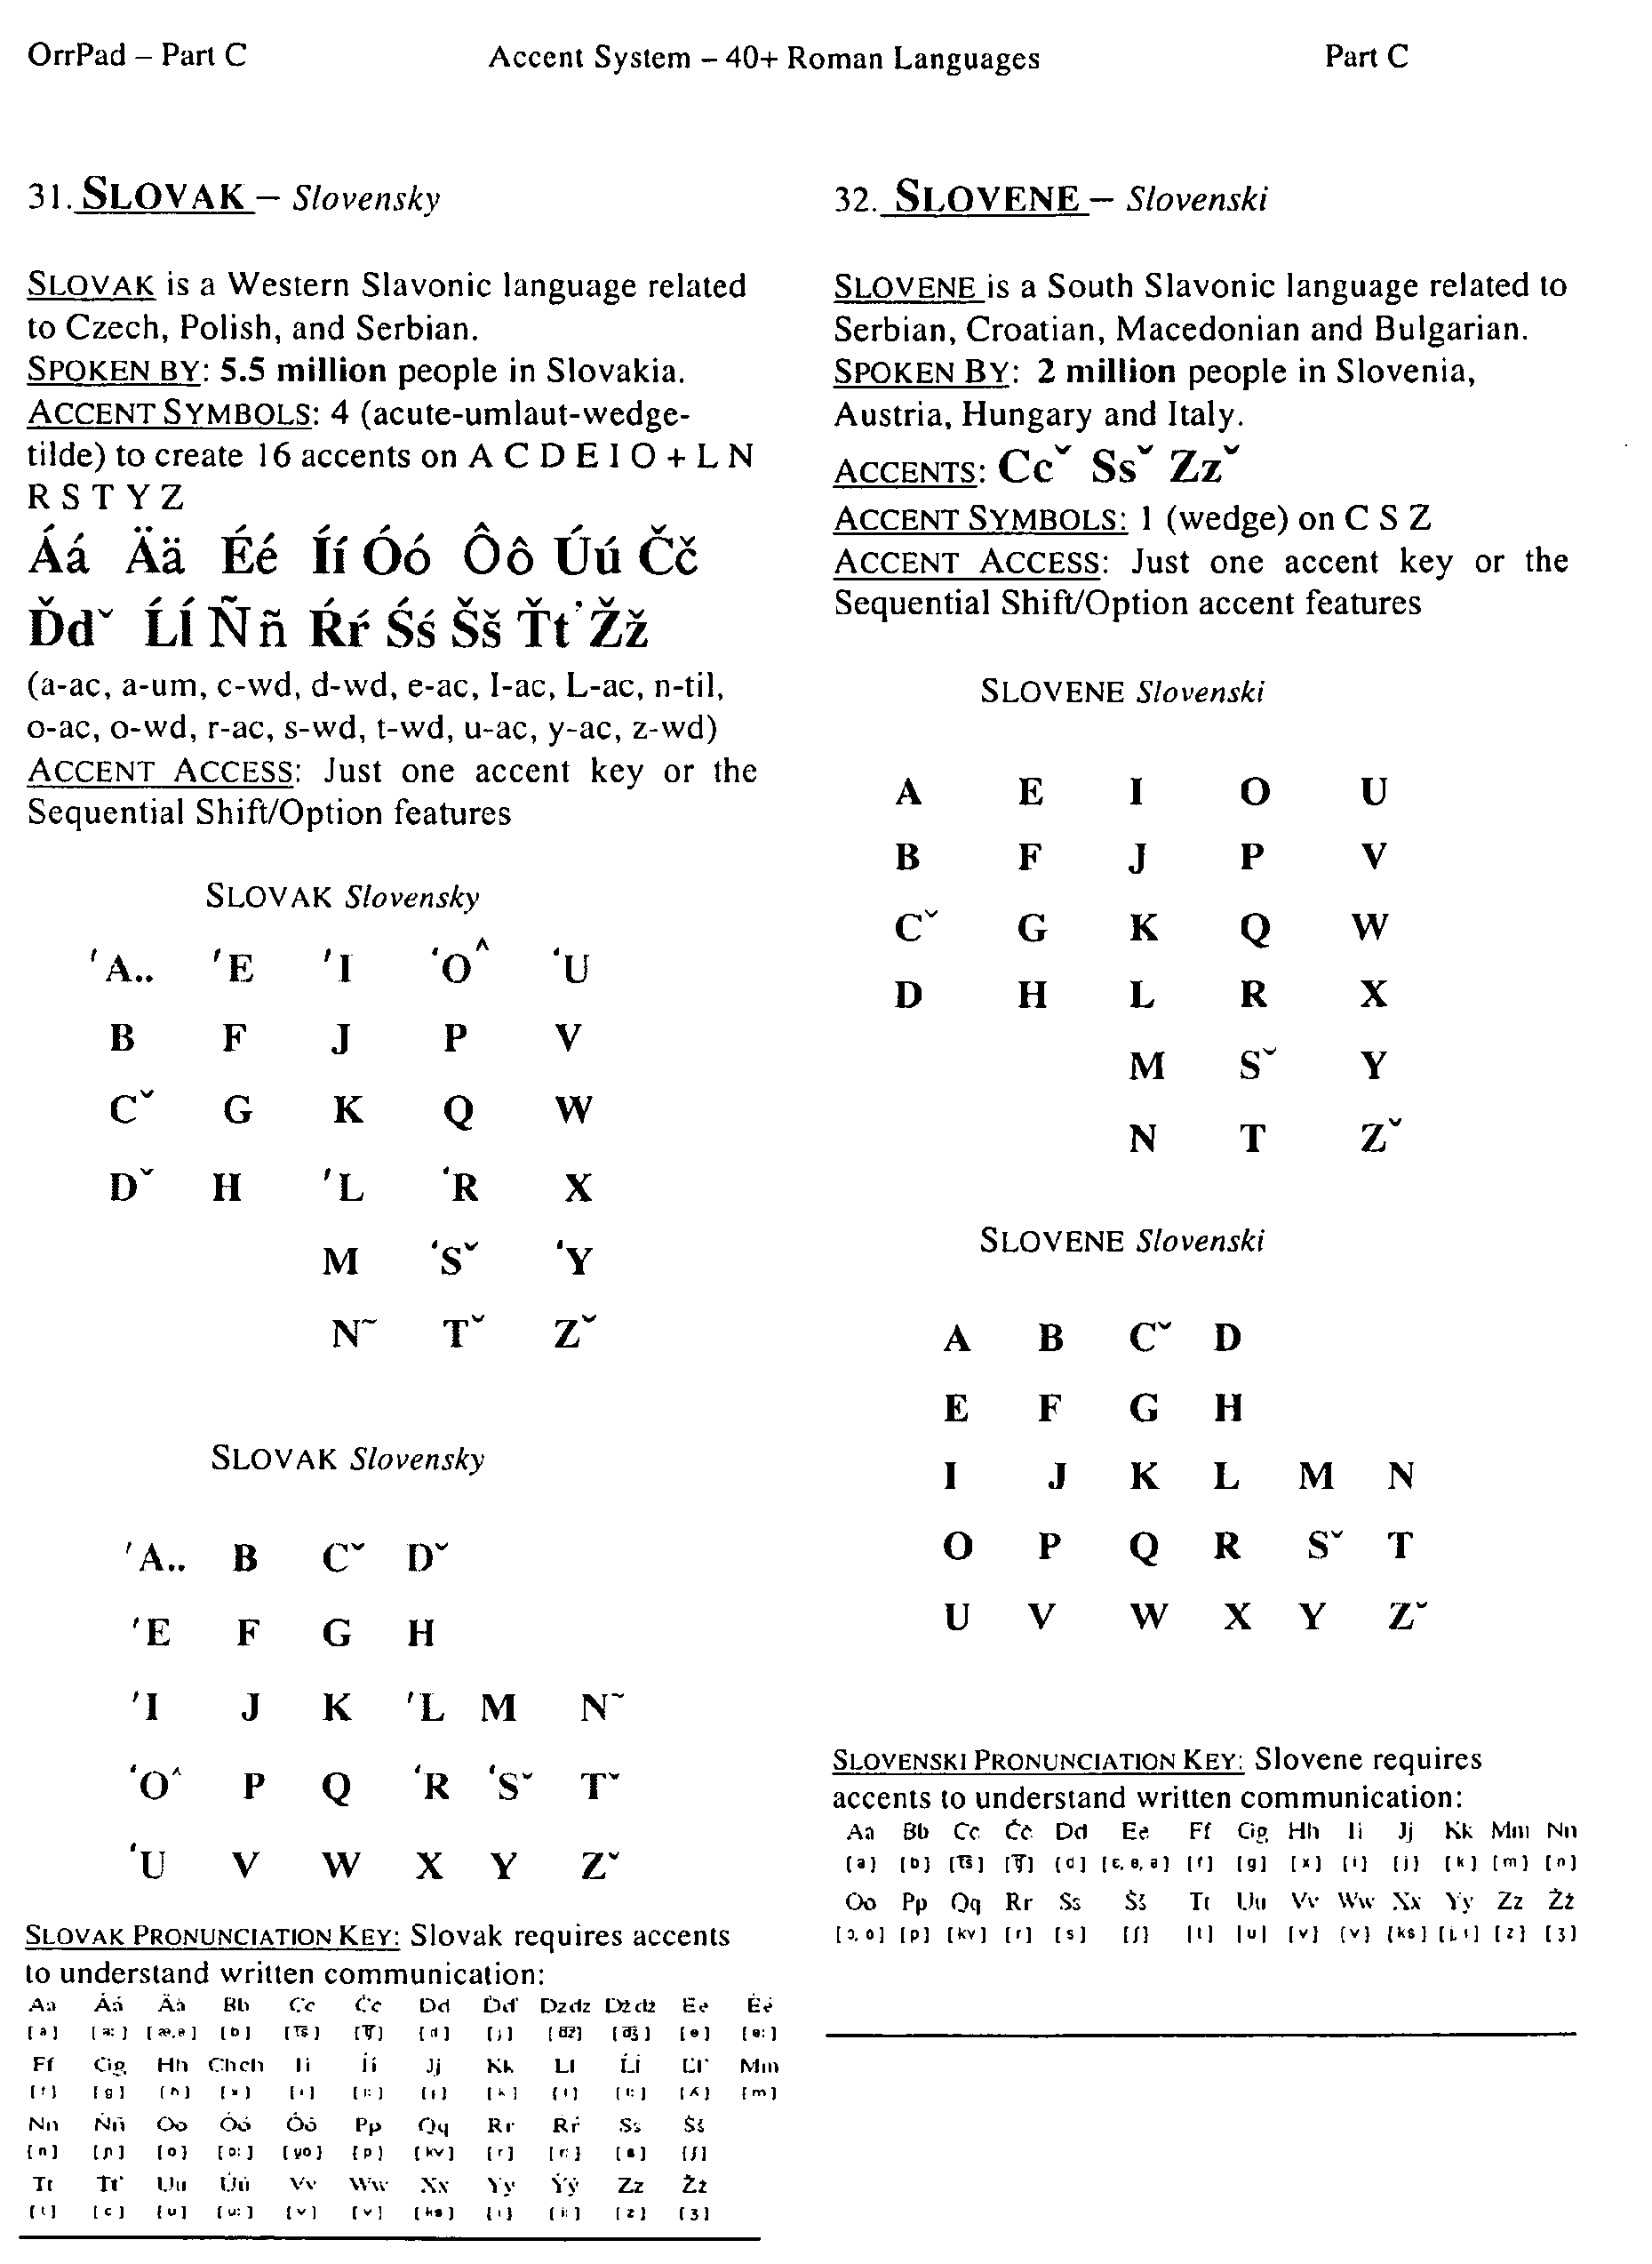 OrrPad – Part C Accent System – 40+ Roman Languages Part C
31. SLOVAK – Slovensky
SLOVAK is a Western Slavonic language related
to Czech, Polish, and Serbian.
SPOKEN BY: 5.5 million people in Slovakia.
ACCENT SYMBOLS: 4 (acute-umlaut-wedge-
tilde) to create 16 accents on A C D E I O + L N
R S T Y Z
Áá Ää Éé Íí Óó Ôô Úú Čč
Ďdˇ Ĺĺ Ññ Ŕŕ Śś Šš Ťt' Žž
(a-ac, a-um, c-wd, d-wd, e-ac, I-ac, L-ac, n-til,
o-ac, o-wd, r-ac, s-wd, t-wd, u-ac, y-ac, z-wd)
ACCENT ACCESS: Just one accent key or the
Sequential Shift/Option features
SLOVAK Slovensky
'A.. 'E 'I 'O^ 'U
B F J P V
Cˇ G K Q W
Dˇ H 'L 'R X
M 'Sˇ 'Y
N~ Tˇ Zˇ
SLOVAK Slovensky
'A.. B Cˇ Dˇ
'E F G H
'I J K 'L M N~
'O^ P Q 'R 'Sˇ Tˇ
'U V W X Y Zˇ
SLOVAK PRONUNCIATION KEY: Slovak requires accents
to understand written communication:
Aa Áá Ää Bb Cc Čč Dd Ďď Dzdz Dždž Ee Éé
Ff Gg Hh Chch Ii Íí Jj Kk Ll Ĺĺ Ľľ Mm
Nn Ňň Oo Óó Ôô Pp Qq Rr Ŕŕ Ss Šš
Tt Ťť Uu Úú Vv Ww Xx Yy Ýý Zz Žž
32. SLOVENE – Slovenski
SLOVENE is a South Slavonic language related to
Serbian, Croatian, Macedonian and Bulgarian.
SPOKEN BY: 2 million people in Slovenia,
Austria, Hungary and Italy.
ACCENTS: Ccˇ Ssˇ Zzˇ
ACCENT SYMBOLS: 1 (wedge) on C S Z
ACCENT ACCESS: Just one accent key or the
Sequential Shift/Option accent features
SLOVENE Slovenski
A E I O U
B F J P V
Cˇ G K Q W
D H L R X
M Sˇ Y
N T Zˇ
SLOVENE Slovenski
A B Cˇ D
E F G H
I J K L M N
O P Q R Sˇ T
U V W X Y Zˇ
SLOVENSKI PRONUNCIATION KEY: Slovene requires
accents to understand written communication:
Aa Bb Cc Čč Dd Ee Ff Gg Hh Ii Jj Kk Mm Nn
[a] [b] [t͡s] [t͡ʃ] [d] [ɛ, e, ə] [f] [g] [x] [i] [j] [k] [m] [n]
Oo Pp Qq Rr Ss Šš Tt Uu Vv Ww Xx Yy Zz Žž
[ɔ, o] [p] [kv] [r] [s] [ʃ] [t] [u] [v] [v] [ks] [z] [ʒ]